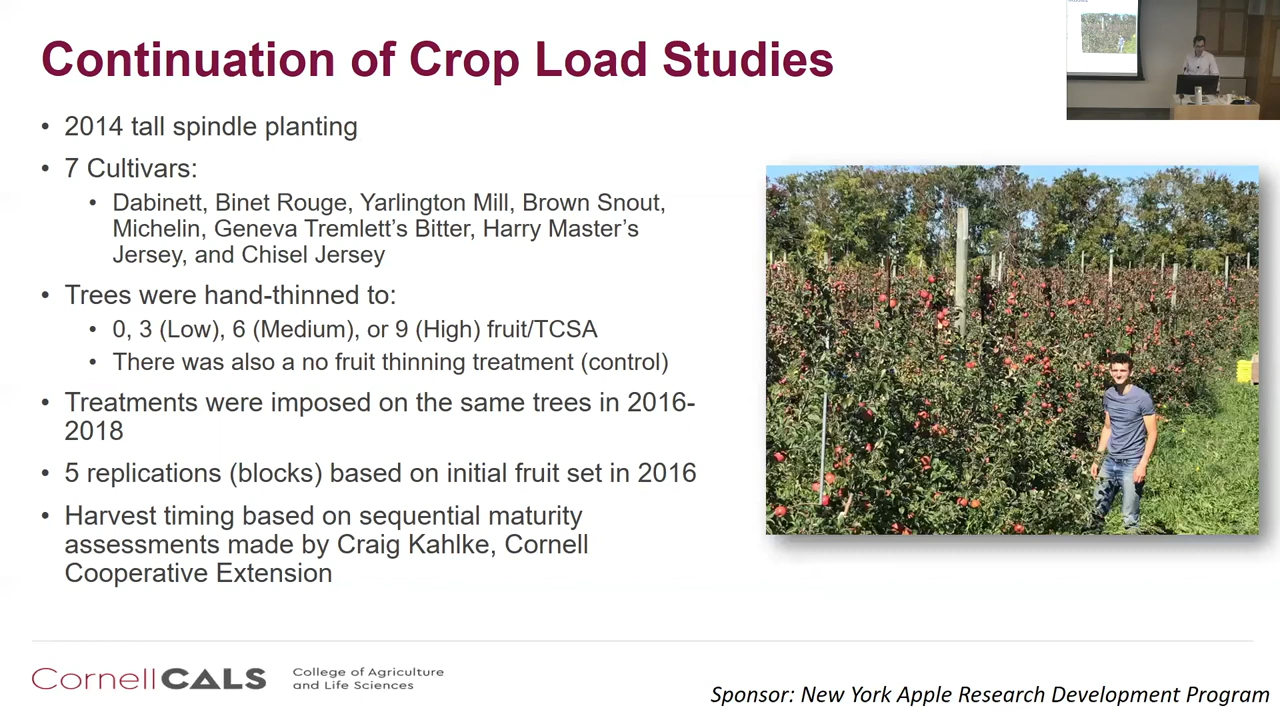 Continuation of Crop Load Studies
• 2014 tall spindle planting
• 7 Cultivars:
• Dabinett, Binet Rouge, Yarlington Mill, Brown Snout,
Michelin, Geneva Tremlett's Bitter, Harry Master's
Jersey, and Chisel Jersey
• Trees were hand-thinned to:
• 0, 3 (Low), 6 (Medium), or 9 (High) fruit/TCSA
• There was also a no fruit thinning treatment (control)
• Treatments were imposed on the same trees in 2016-
2018
• 5 replications (blocks) based on initial fruit set in 2016
• Harvest timing based on sequential maturity
assessments made by Craig Kahlke, Cornell
Cooperative Extension
CornellCALS
College of Agriculture
and Life Sciences
Sponsor: New York Apple Research Development Program